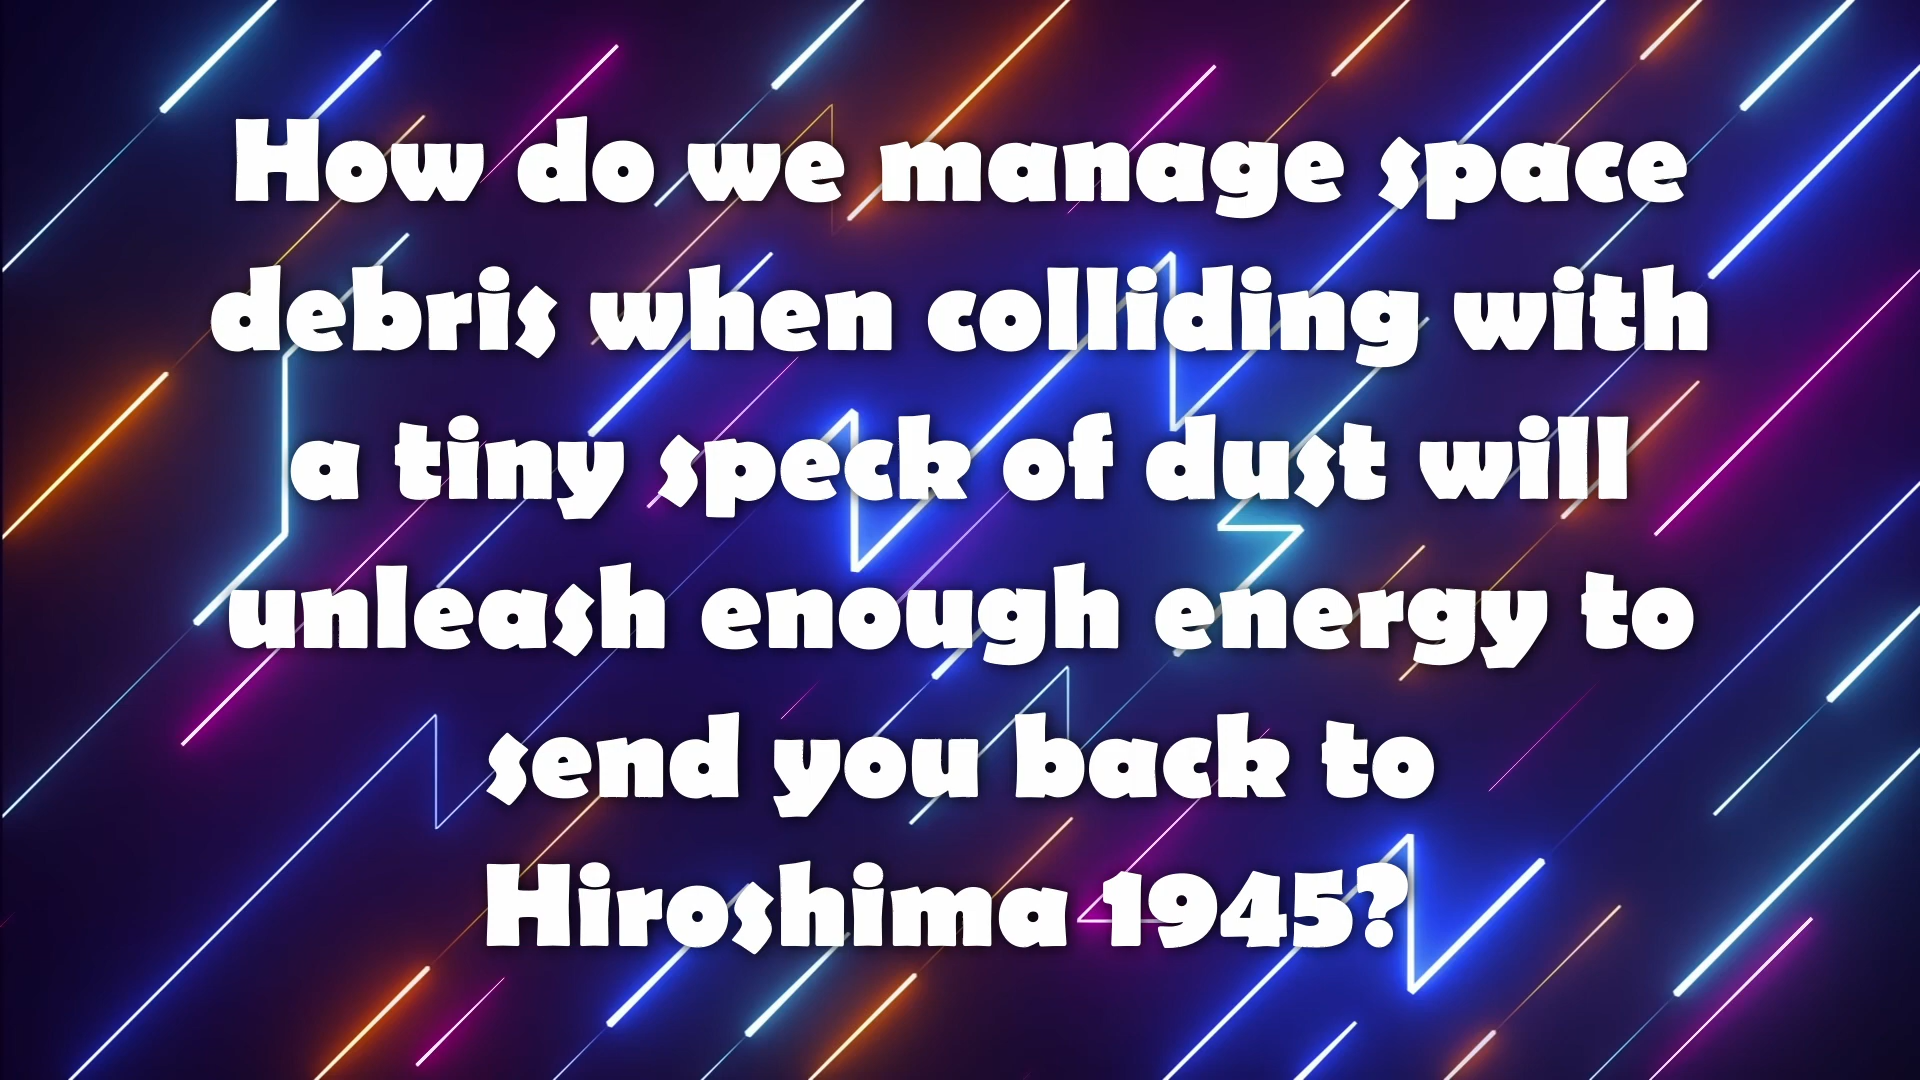 How do we manage space
debris when colliding with
a tiny speck of dust will
unleash enough energy to
send you back to
Hiroshima 1945?